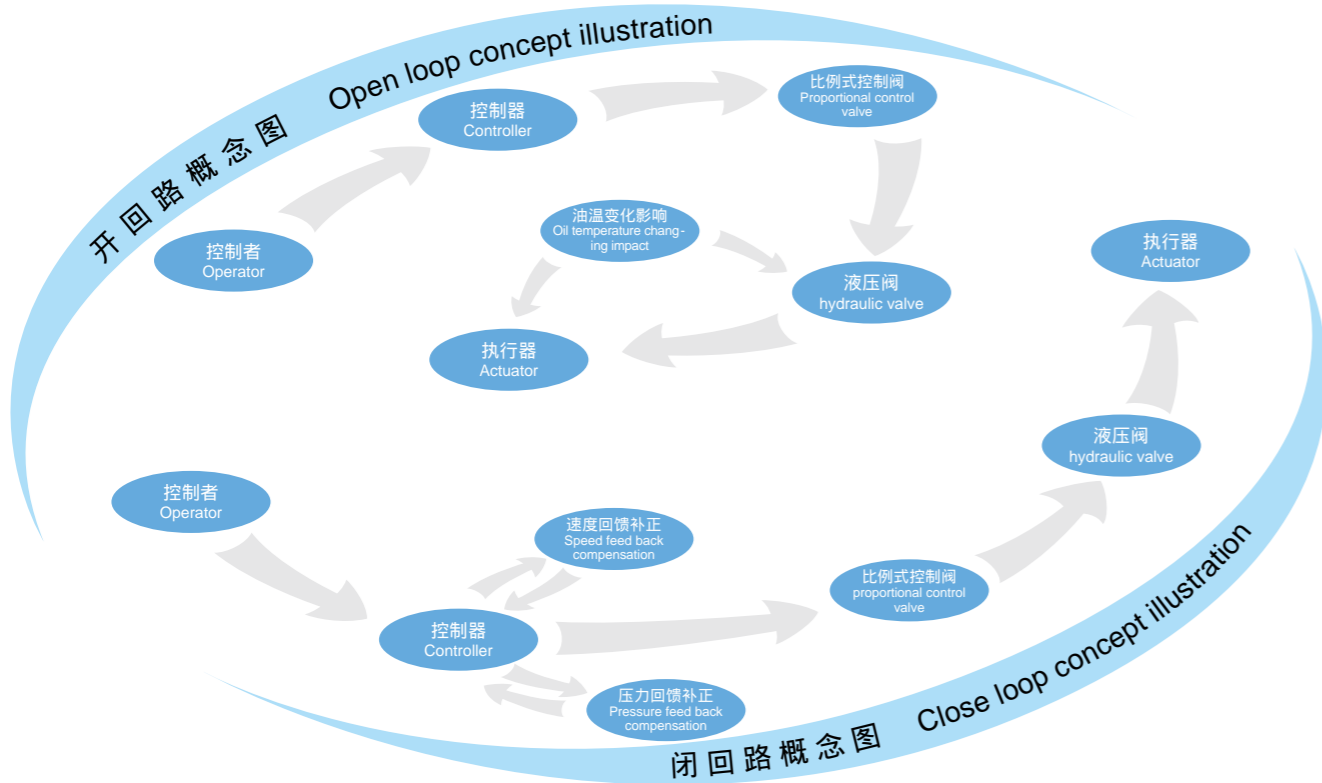 开回路概念图 Open loop concept illustration
控制器
Controller
比例式控制阀
Proportional control
valve
控制者
Operator
油温变化影响
Oil temperature chang-
ing impact
液压阀
hydraulic valve
执行器
Actuator
执行器
Actuator
液压阀
hydraulic valve
控制者
Operator
速度回馈补正
Speed feed back
compensation
比例式控制阀
proportional control
valve
控制器
Controller
压力回馈补正
Pressure feed back
compensation
闭回路概念图 Close loop concept illustration